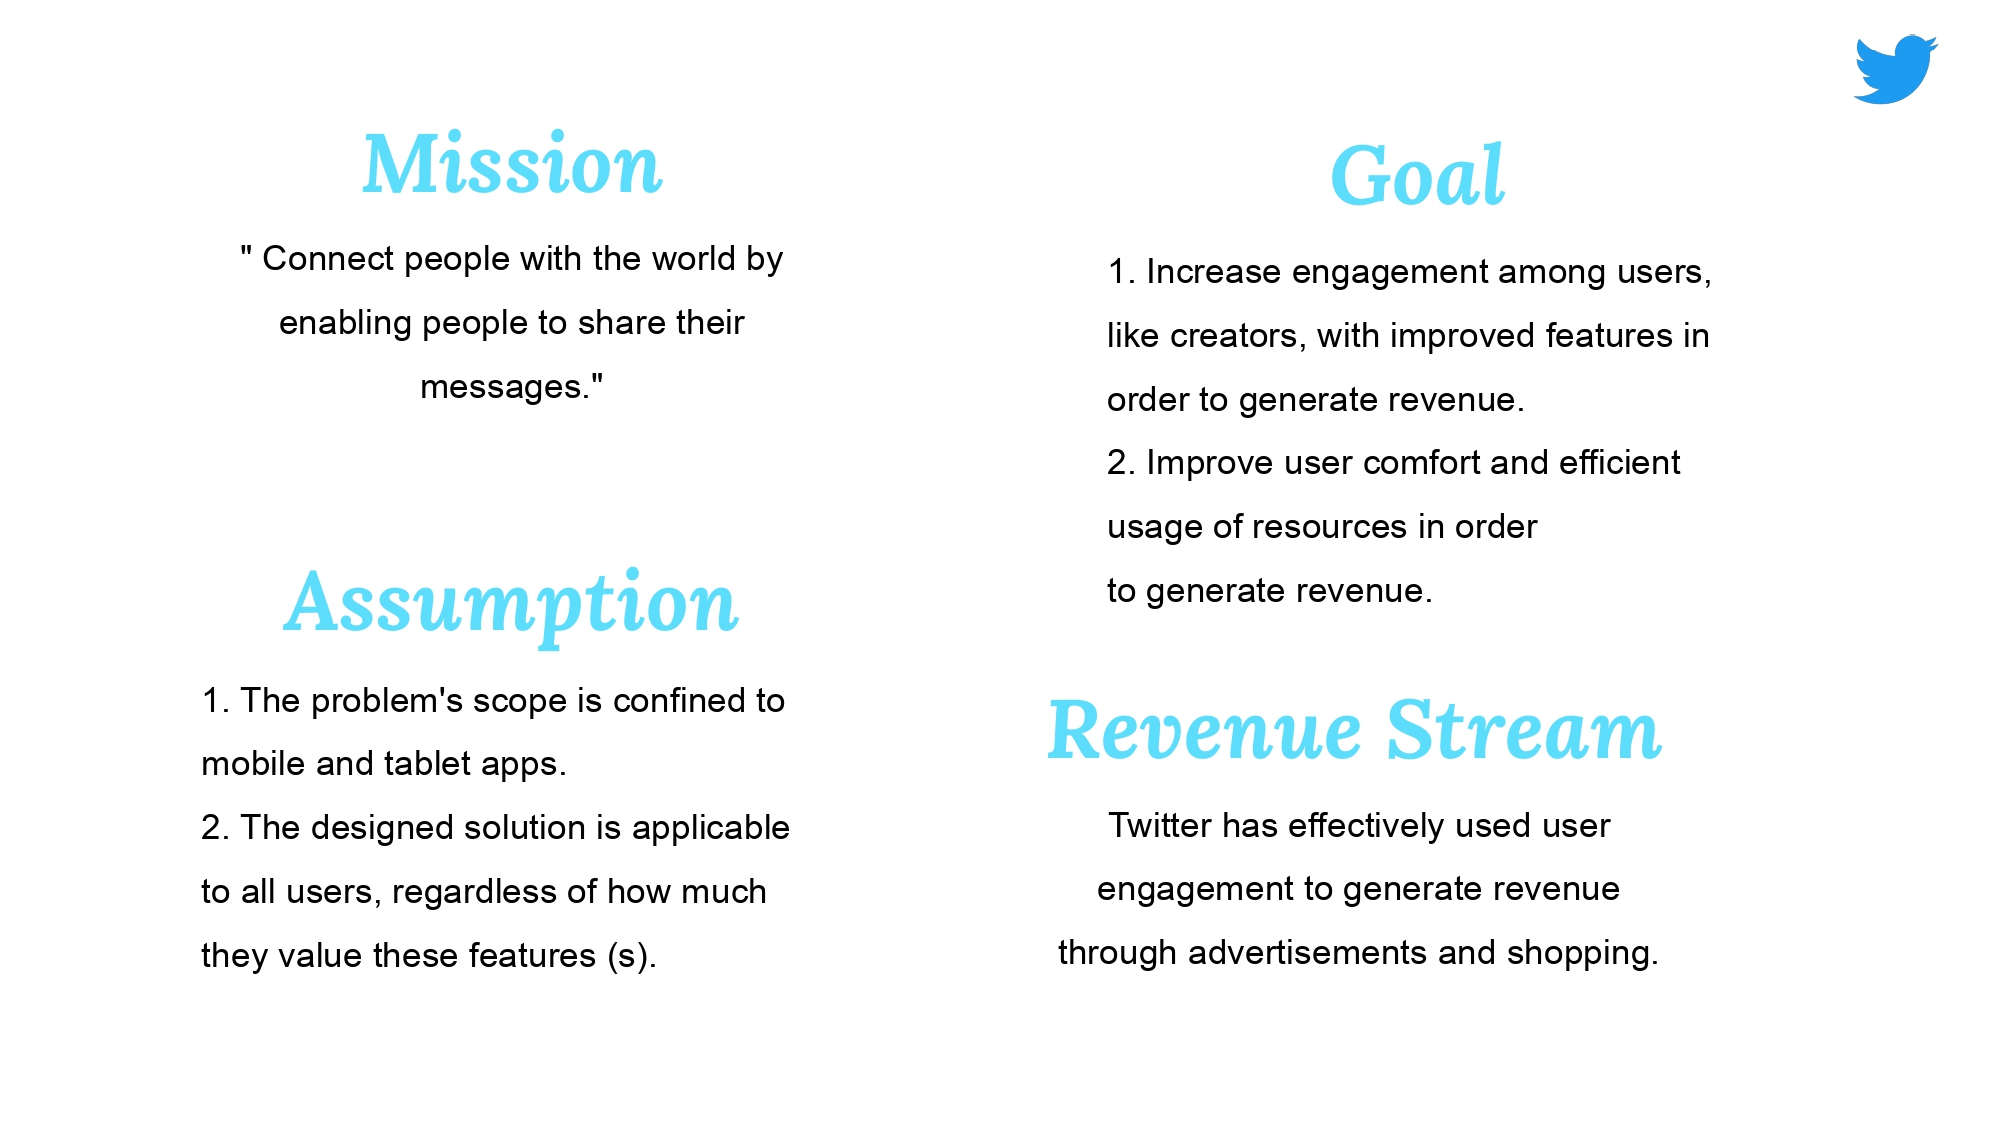 Mission
" Connect people with the world by
enabling people to share their
messages."
Assumption
1. The problem's scope is confined to
mobile and tablet apps.
2. The designed solution is applicable
to all users, regardless of how much
they value these features (s).
Goal
1. Increase engagement among users,
like creators, with improved features in
order to generate revenue.
2. Improve user comfort and efficient
usage of resources in order
to generate revenue.
Revenue Stream
Twitter has effectively used user
engagement to generate revenue
through advertisements and shopping.